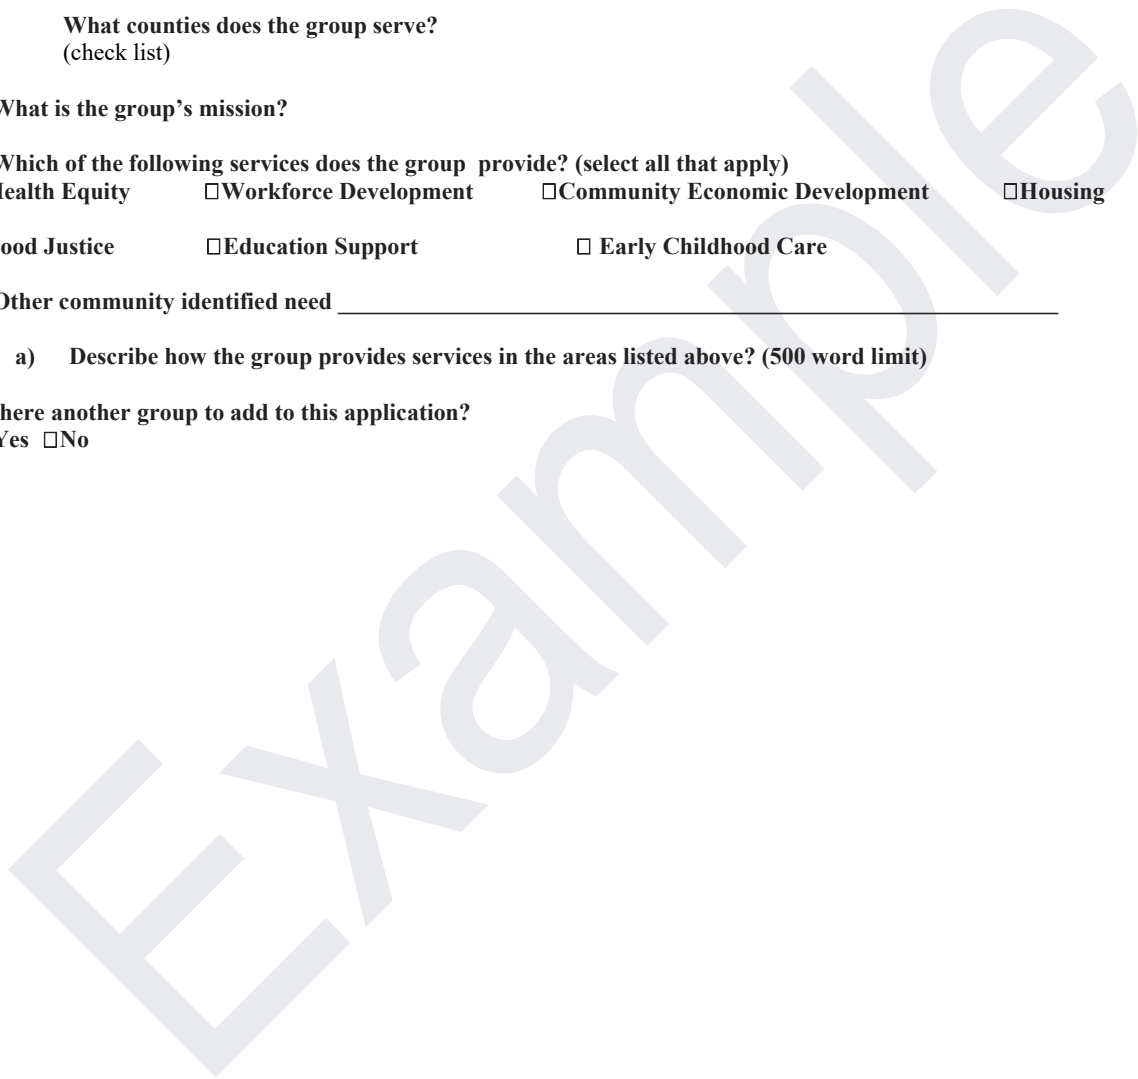 What counties does the group serve?
(check list)
What is the group's mission?
Which of the following services does the group provide? (select all that apply)
Health Equity ☐Workforce Development ☐Community Economic Development ☐Housing
ood Justice ☐Education Support ☐ Early Childhood Care
Other community identified need ____________________________________________________________
a) Describe how the group provides services in the areas listed above? (500 word limit)
here another group to add to this application?
Yes ☐No
Example